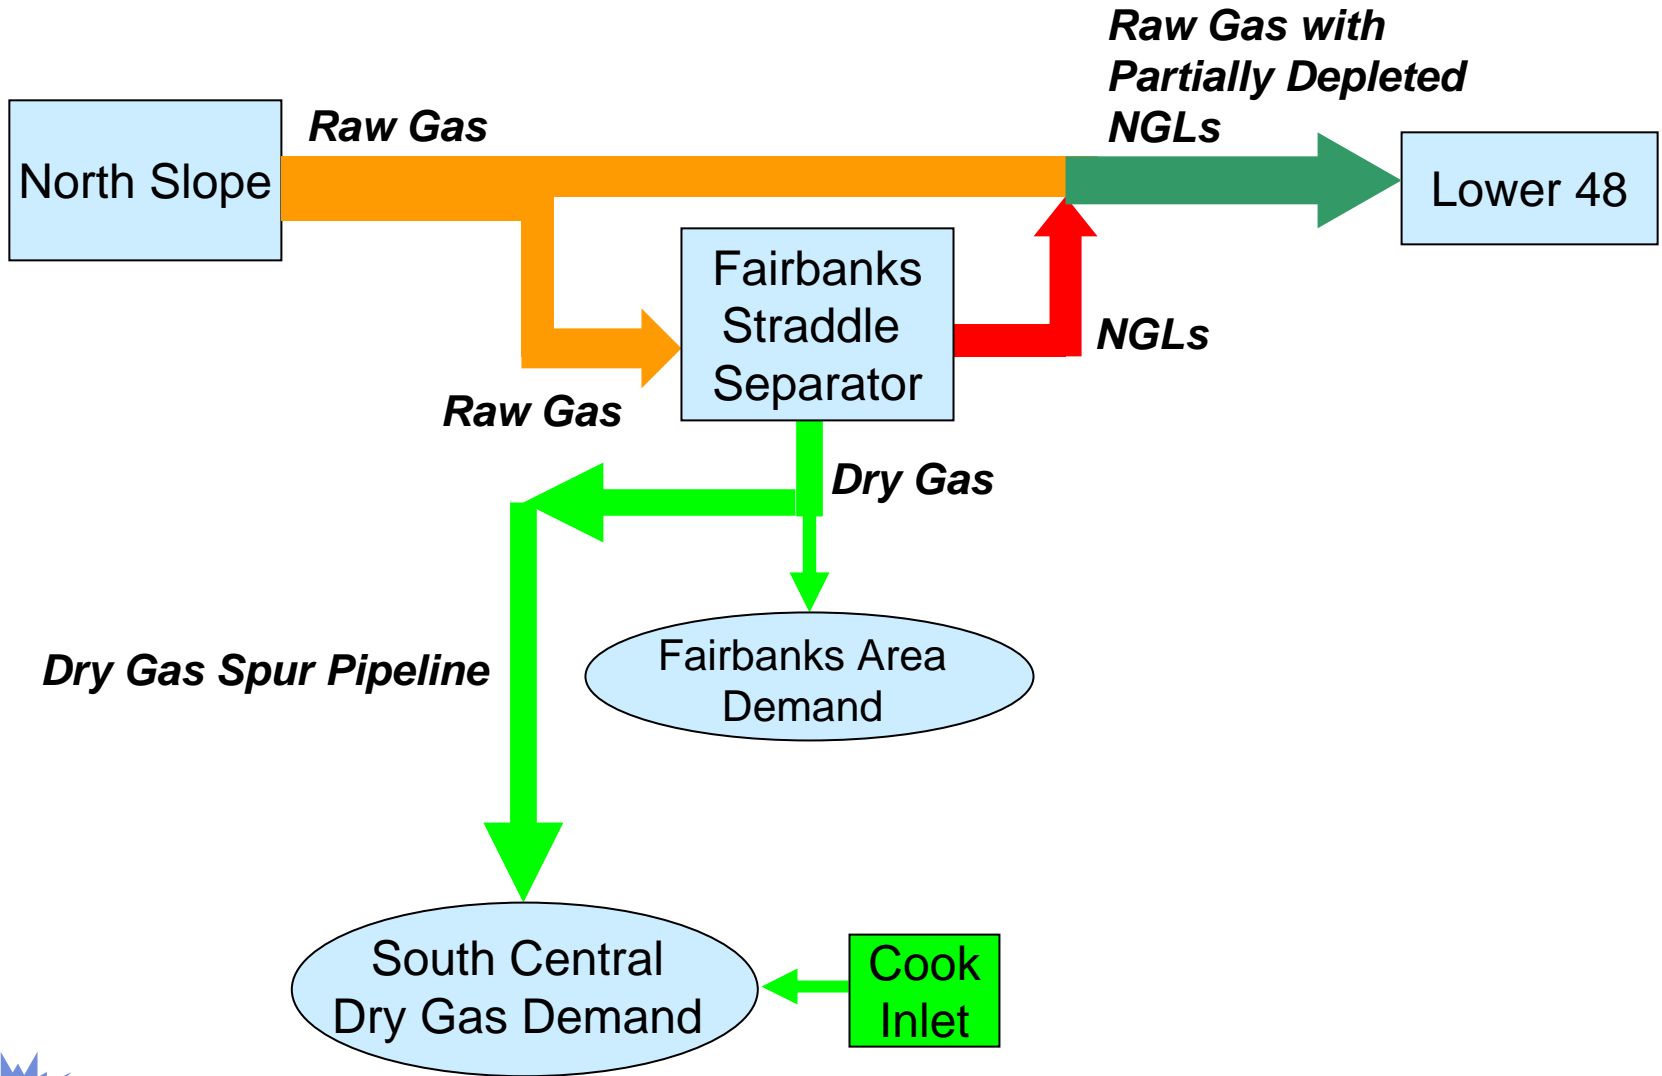 Raw Gas with
Partially Depleted
NGLs
Raw Gas
North Slope
Lower 48
Fairbanks
Straddle
Separator
NGLs
Raw Gas
Dry Gas
Fairbanks Area
Demand
Dry Gas Spur Pipeline
South Central
Dry Gas Demand
Cook
Inlet